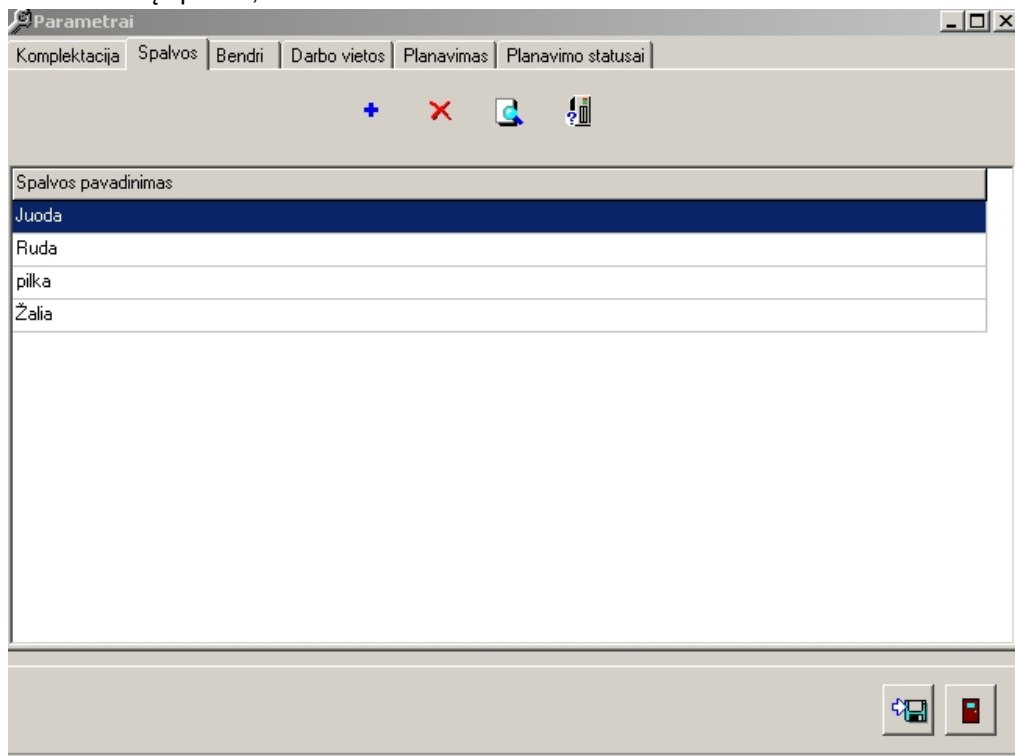 Parametrai
Komplektacija Spalvos Bendri Darbo vietos Planavimas Planavimo statusai
Spalvos pavadinimas
Juoda
Ruda
pilka
Žalia